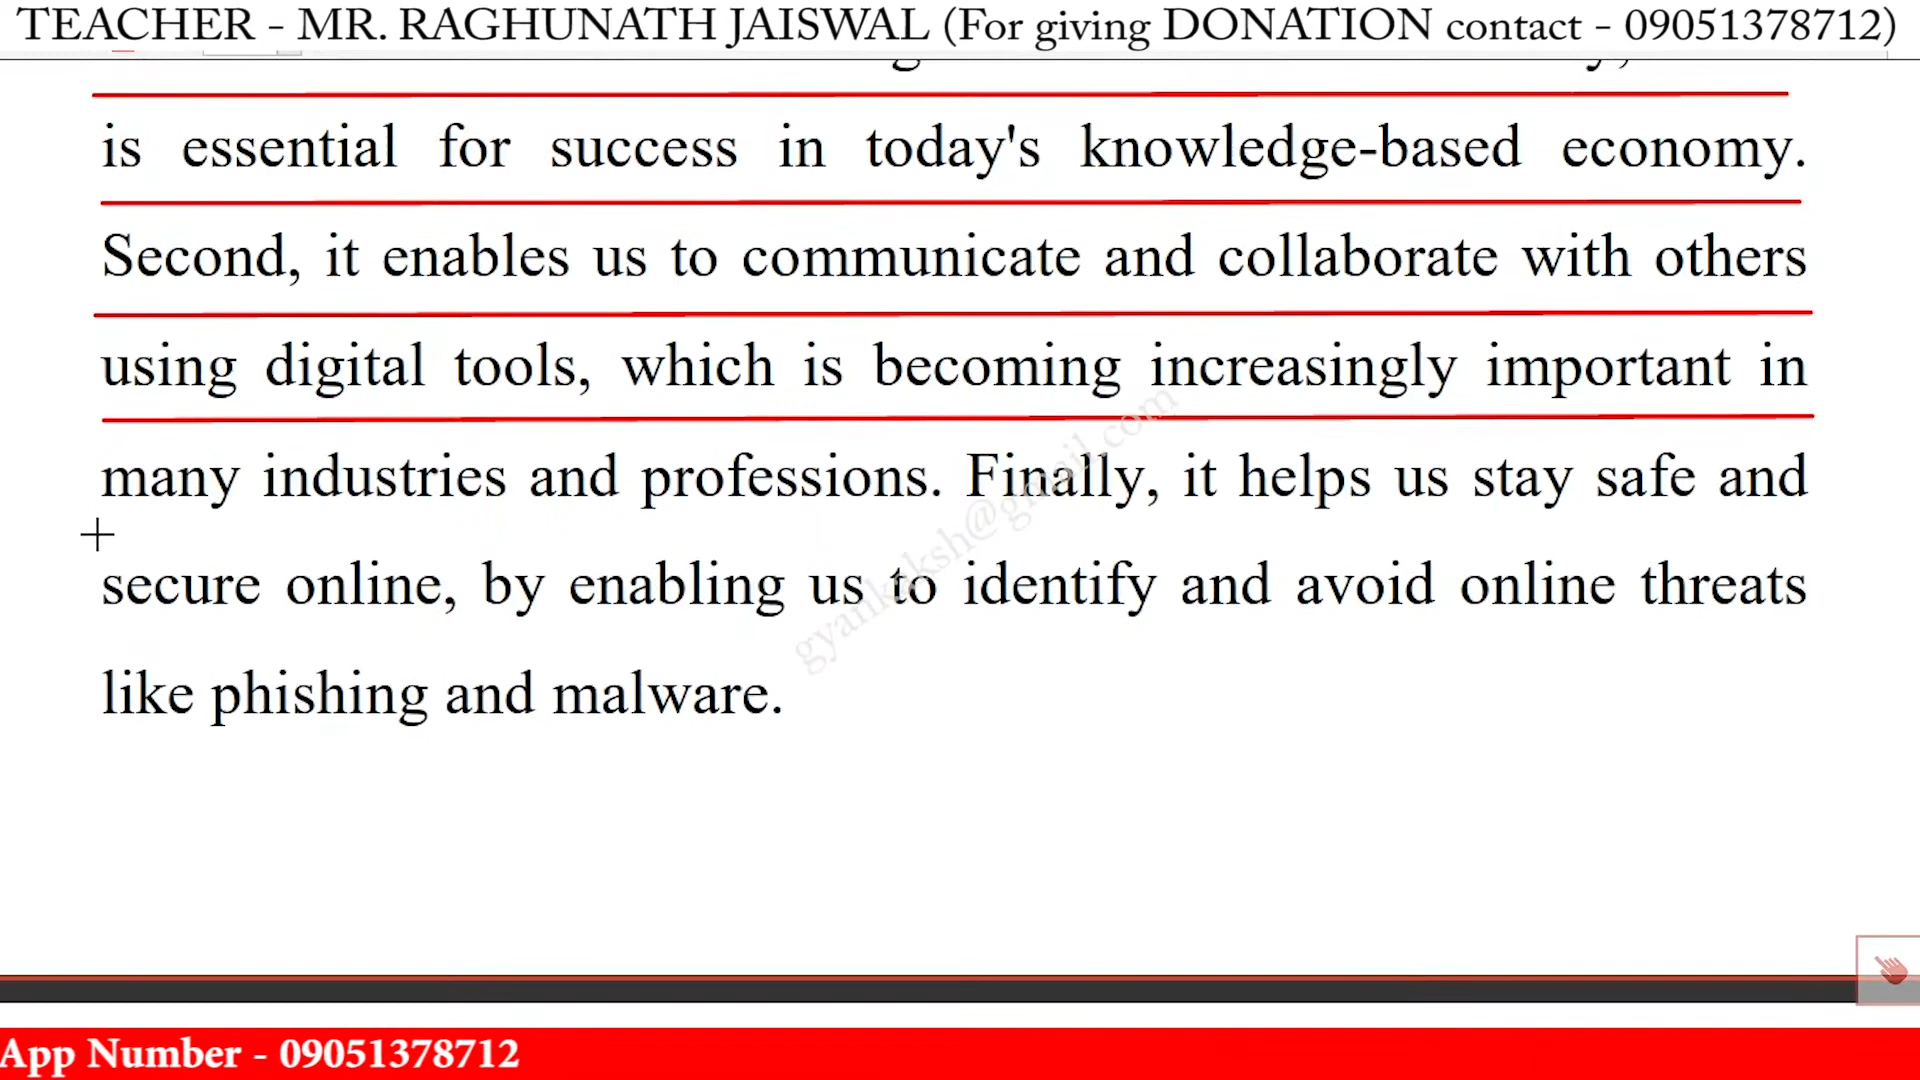 TEACHER - MR. RAGHUNATH JAISWAL (For giving DONATION contact - 09051378712)
is essential for success in today's knowledge-based economy.
Second, it enables us to communicate and collaborate with others
using digital tools, which is becoming increasingly important in
many industries and professions. Finally, it helps us stay safe and
secure online, by enabling us to identify and avoid online threats
like phishing and malware.
gyankaksh@gmail.com
App Number - 09051378712